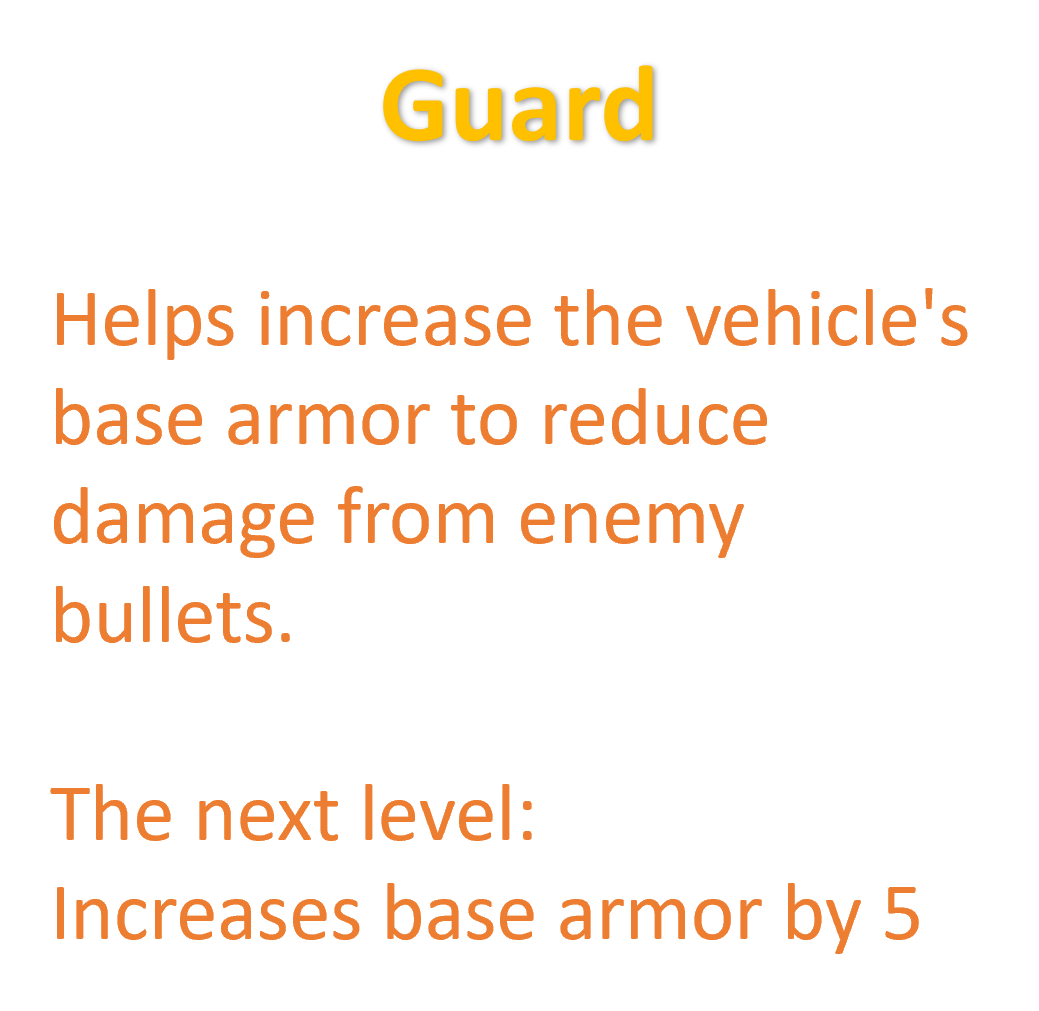 Guard
Helps increase the vehicle's
base armor to reduce
damage from enemy
bullets.
The next level:
Increases base armor by 5